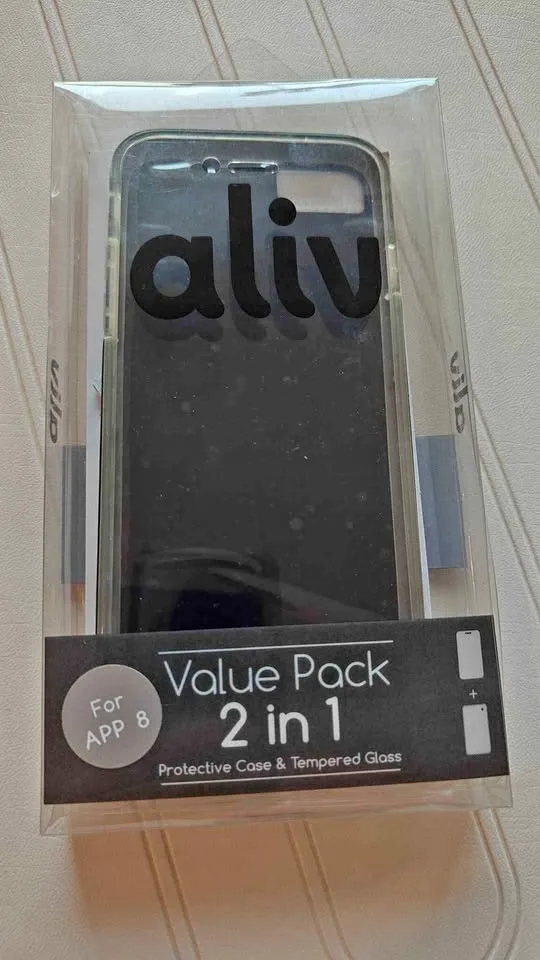 aliv
aliv
aliv
For
APP 8
Value Pack
2 in 1
Protective Case & Tempered Glass
+